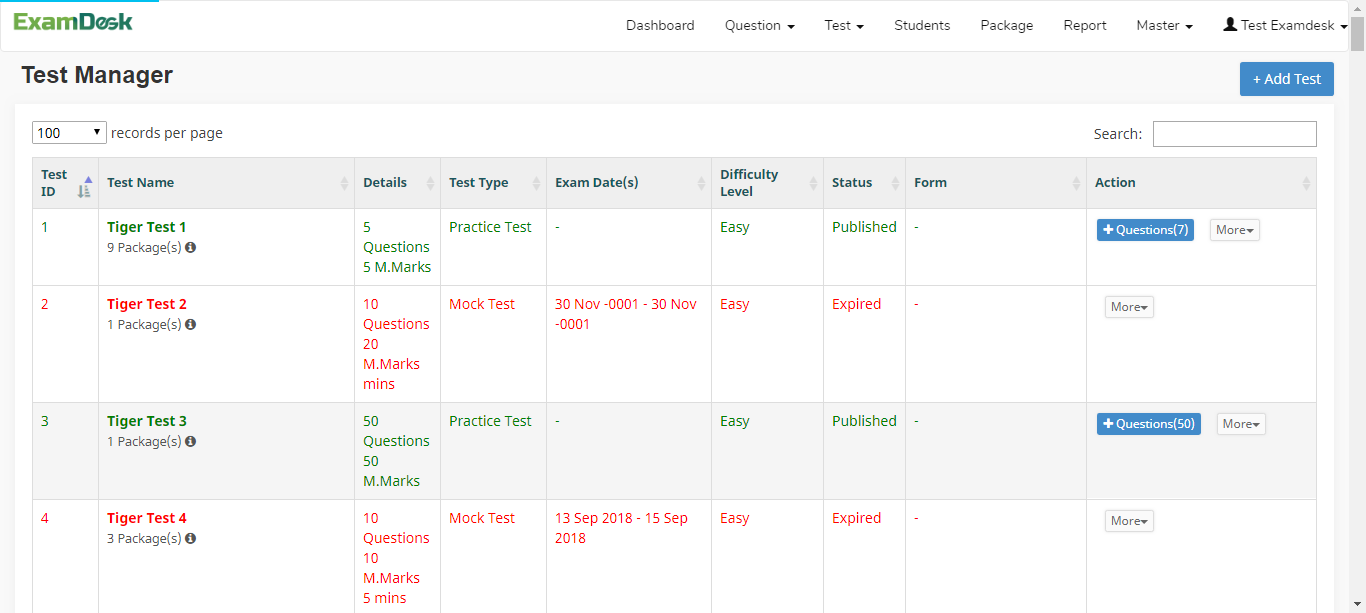 ExamDesk
Dashboard Question Test Students Package Report Master Test Examdesk
Test Manager
+ Add Test
100 records per page
Search:
Test ID Test Name Details Test Type Exam Date(s) Difficulty Level Status Form Action
1 Tiger Test 1 5 Practice Test - Easy Published - Questions(7) More
9 Package(s) Questions
5 M.Marks
2 Tiger Test 2 10 Mock Test 30 Nov -0001 - 30 Nov Easy Expired - More
1 Package(s) Questions -0001
20
M.Marks
mins
3 Tiger Test 3 50 Practice Test - Easy Published - Questions(50) More
1 Package(s) Questions
50
M.Marks
4 Tiger Test 4 10 Mock Test 13 Sep 2018 - 15 Sep Easy Expired - More
3 Package(s) Questions 2018
10
M.Marks
5 mins